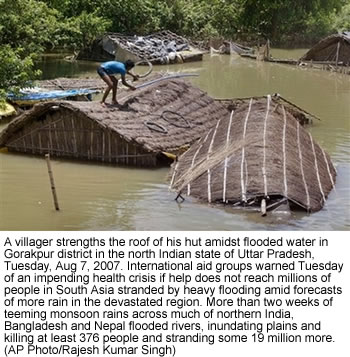 A villager strengthens the roof of his hut amidst flooded water in
Gorakpur district in the north Indian state of Uttar Pradesh,
Tuesday, Aug 7, 2007. International aid groups warned Tuesday
of an impending health crisis if help does not reach millions of
people in South Asia stranded by heavy flooding amid forecasts
of more rain in the devastated region. More than two weeks of
teeming monsoon rains across much of northern India,
Bangladesh and Nepal flooded rivers, inundating plains and
killing at least 376 people and stranding some 19 million more.
(AP Photo/Rajesh Kumar Singh)